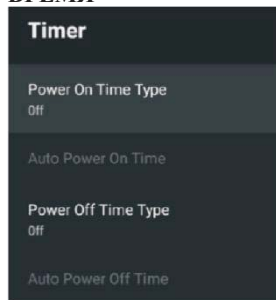 ВРЕМЯ
Timer
Power On Time Type
Off
Auto Power On Time
Power Off Time Type
Off
Auto Power Off Time